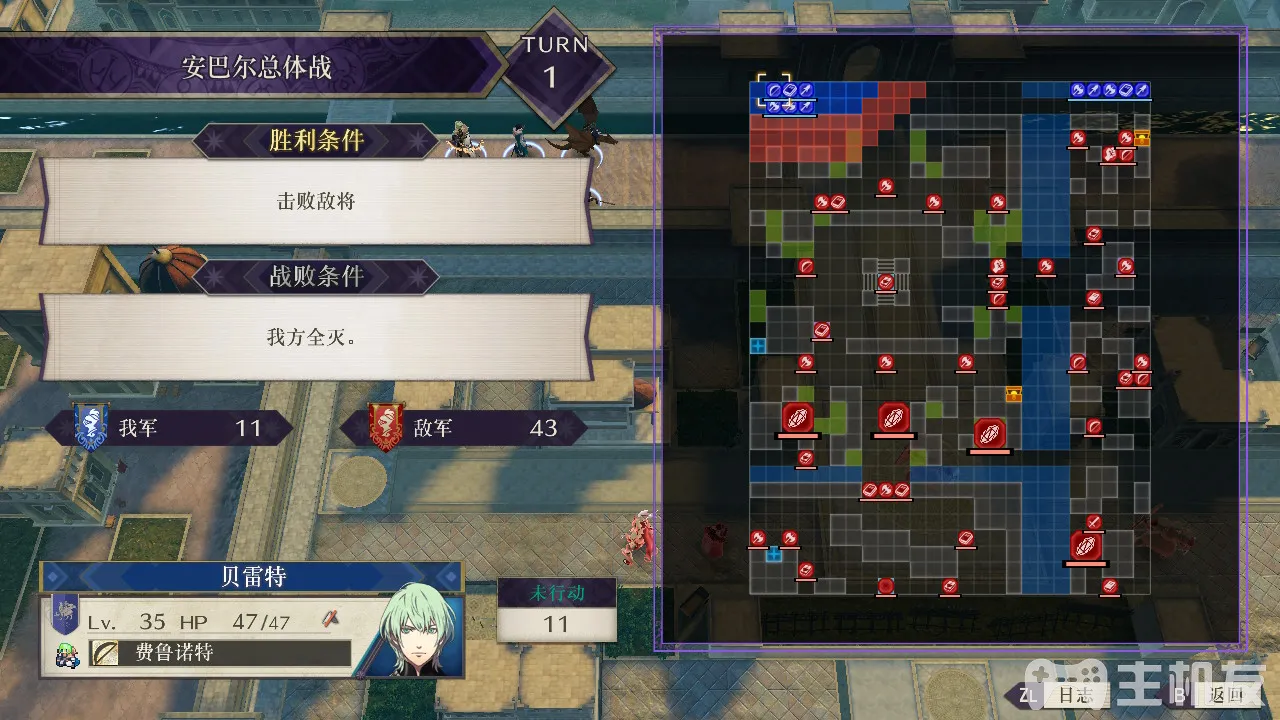 安巴尔总体战
TURN
1
胜利条件
击败敌将
战败条件
我方全灭。
我军 11
敌军 43
贝雷特
Lv. 35 HP 47/47
费鲁诺特
未行动
11
ZL 日志
B 返回
主机友